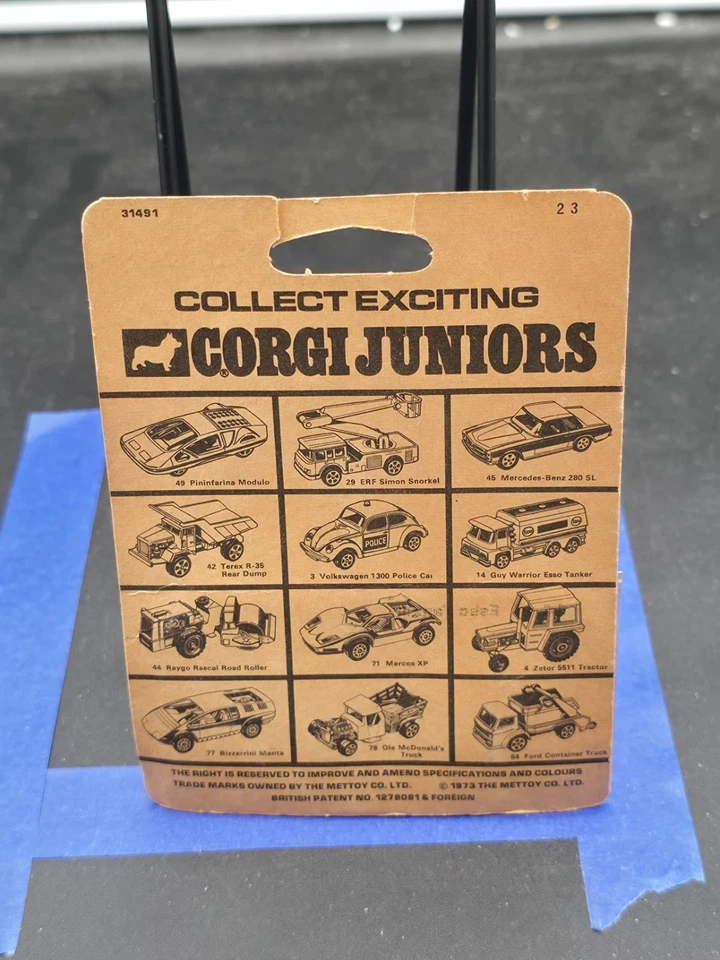 31491
2 3
COLLECT EXCITING
CORGI JUNIORS
®
49 Pininfarina Modulo
29 ERF Simon Snorkel
45 Mercedes-Benz 280 SL
42 Terex R-35
Rear Dump
3 Volkswagen 1300 Police Car
POLICE
14 Guy Warrior Esso Tanker
44 Raygo Rascal Road Roller
71 Marcos XP
4 Zetor 5511 Tractor
77 Bizzarrini Manta
78 Ole McDonald's
Truck
54 Ford Container Truck
THE RIGHT IS RESERVED TO IMPROVE AND AMEND SPECIFICATIONS AND COLOURS
TRADE MARKS OWNED BY THE METTOY CO. LTD. © 1973 THE METTOY CO. LTD.
BRITISH PATENT NO. 1278081 & FOREIGN